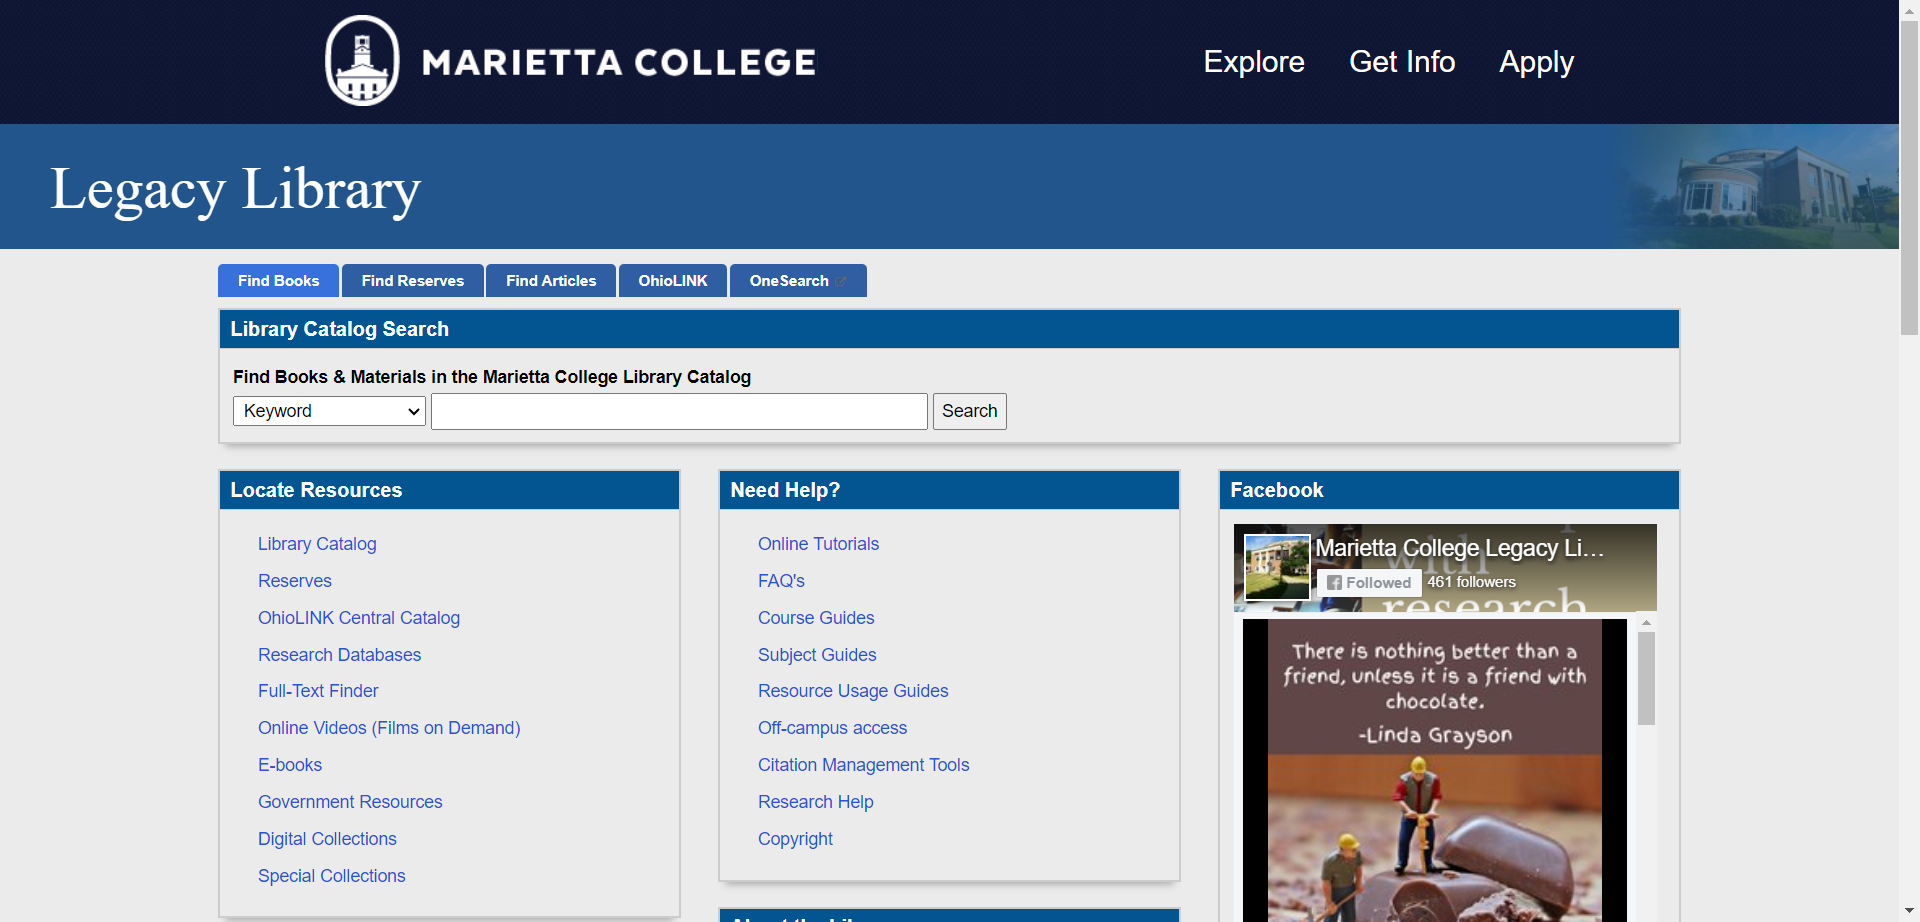 MARIETTA COLLEGE
Explore
Get Info
Apply
Legacy Library
Find Books
Find Reserves
Find Articles
OhioLINK
OneSearch
Library Catalog Search
Find Books & Materials in the Marietta College Library Catalog
Keyword
Search
Locate Resources
Library Catalog
Reserves
OhioLINK Central Catalog
Research Databases
Full-Text Finder
Online Videos (Films on Demand)
E-books
Government Resources
Digital Collections
Special Collections
Need Help?
Online Tutorials
FAQ's
Course Guides
Subject Guides
Resource Usage Guides
Off-campus access
Citation Management Tools
Research Help
Copyright
Facebook
Marietta College Legacy Li...
Followed
461 followers
with
research
There is nothing better than a
friend, unless it is a friend with
chocolate.
-Linda Grayson